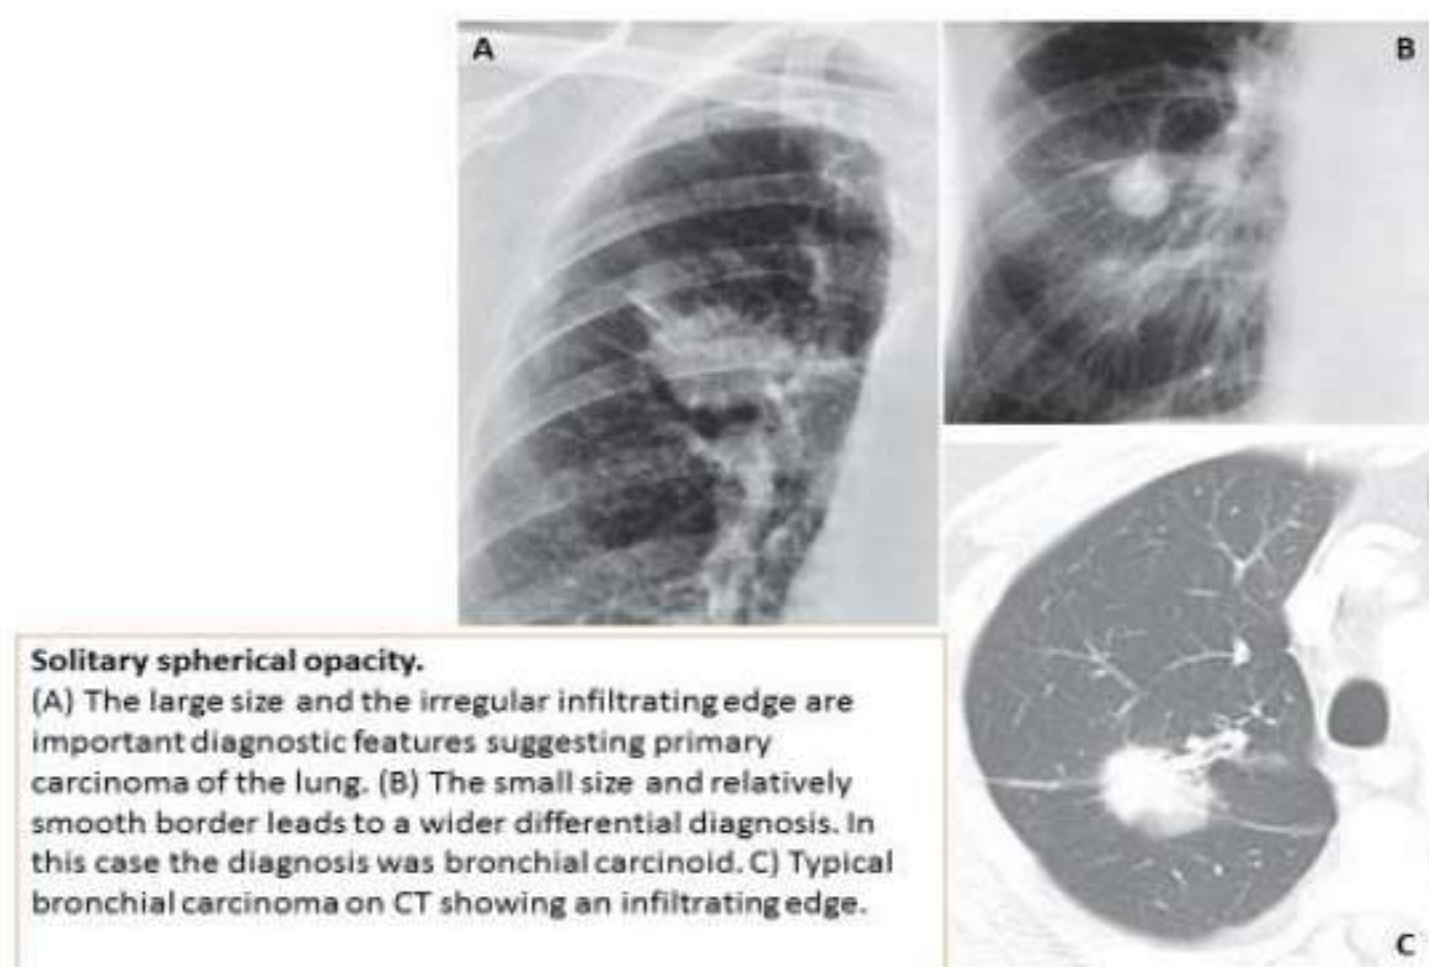 A
B
Solitary spherical opacity.
(A) The large size and the irregular infiltrating edge are
important diagnostic features suggesting primary
carcinoma of the lung. (B) The small size and relatively
smooth border leads to a wider differential diagnosis. In
this case the diagnosis was bronchial carcinoid. C) Typical
bronchial carcinoma on CT showing an infiltrating edge.
C